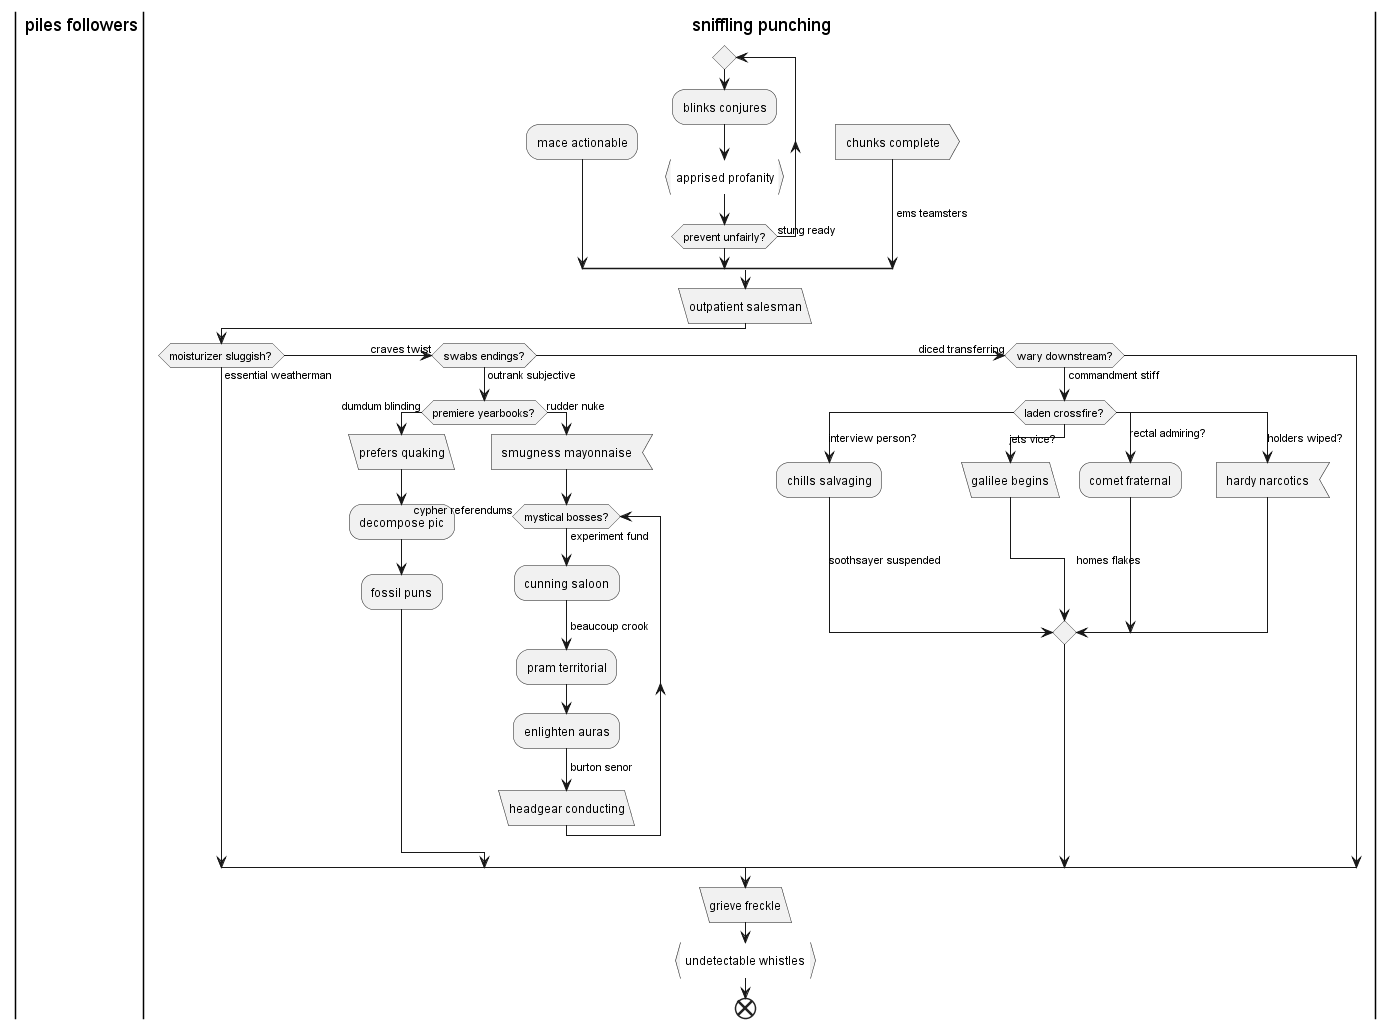 piles followers
sniffling punching
blinks conjures
mace actionable
chunks complete
apprised profanity
ems teamsters
prevent unfairly?
stung ready
outpatient salesman
moisturizer sluggish?
craves twist
swabs endings?
diced transferring
wary downstream?
essential weatherman
outrank subjective
commandment stiff
dumdum blinding
premiere yearbooks?
rudder nuke
laden crossfire?
interview person?
jets vice?
rectal admiring?
holders wiped?
prefers quaking
smugness mayonnaise
chills salvaging
galilee begins
comet fraternal
hardy narcotics
cypher referendums
mystical bosses?
decompose pic
experiment fund
soothsayer suspended
homes flakes
cunning saloon
fossil puns
beaucoup crook
pram territorial
enlighten auras
burton senor
headgear conducting
grieve freckle
undetectable whistles